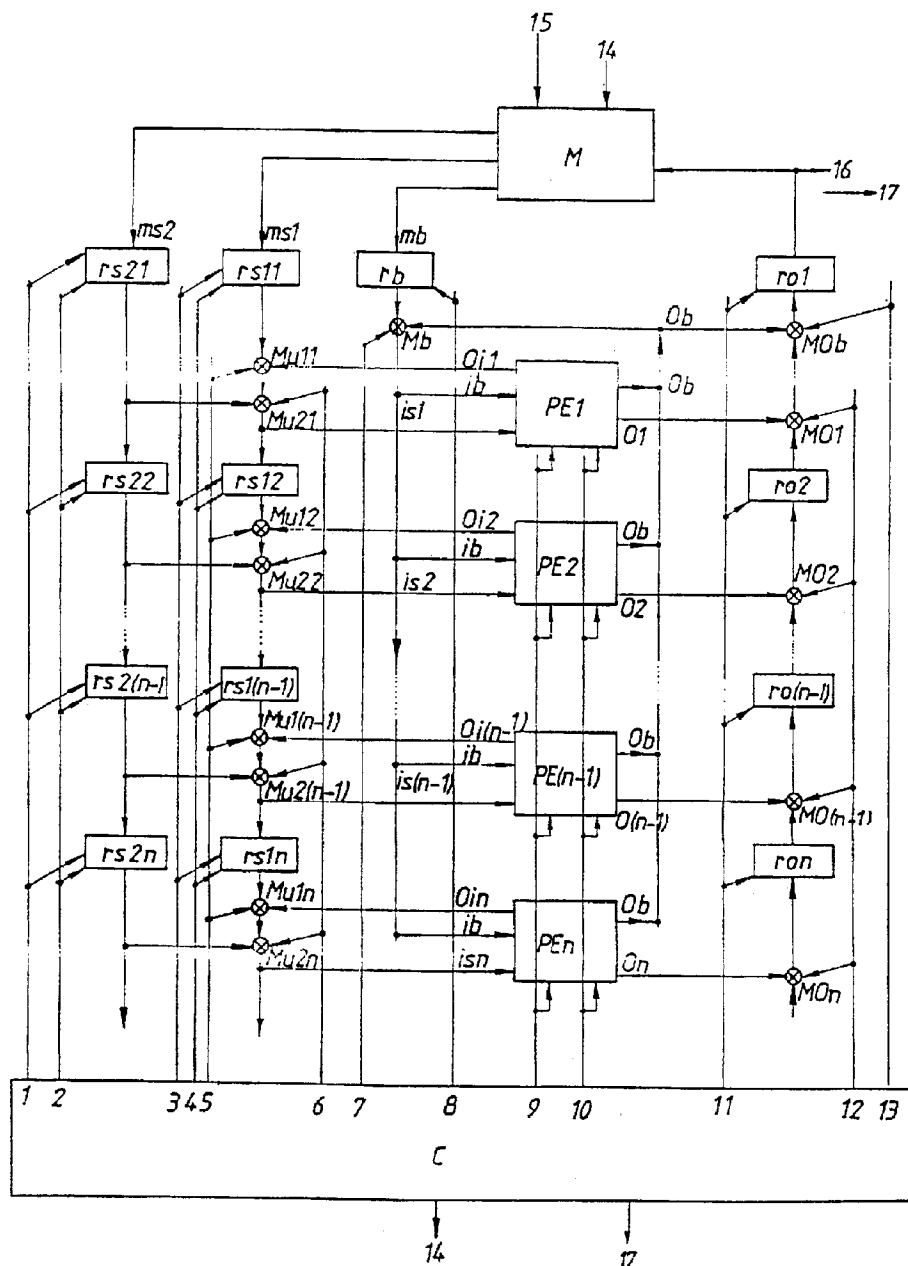 15
14
M
16
17
ms2
ms1
mb
rs21
rs11
rb
ro1
Mb
Ob
MOb
Mu11
Oi1
ib
PE1
Ob
Mu21
is1
O1
MO1
rs22
rs12
ro2
Mu12
Oi2
ib
PE2
Ob
Mu22
is2
O2
MO2
rs2(n-1
rs1(n-1)
ro(n-1)
Mu1(n-1)
Oi(n-1)
Ob
ib
PE(n-1)
Mu2(n-1)
is(n-1)
O(n-1)
MO(n-1)
rs2n
rs1n
ron
Mu1n
Oin
Ob
ib
PEn
Mu2n
isn
On
MOn
1 2 3 4 5 6 7 8 9 10 11 12 13
C
14
17